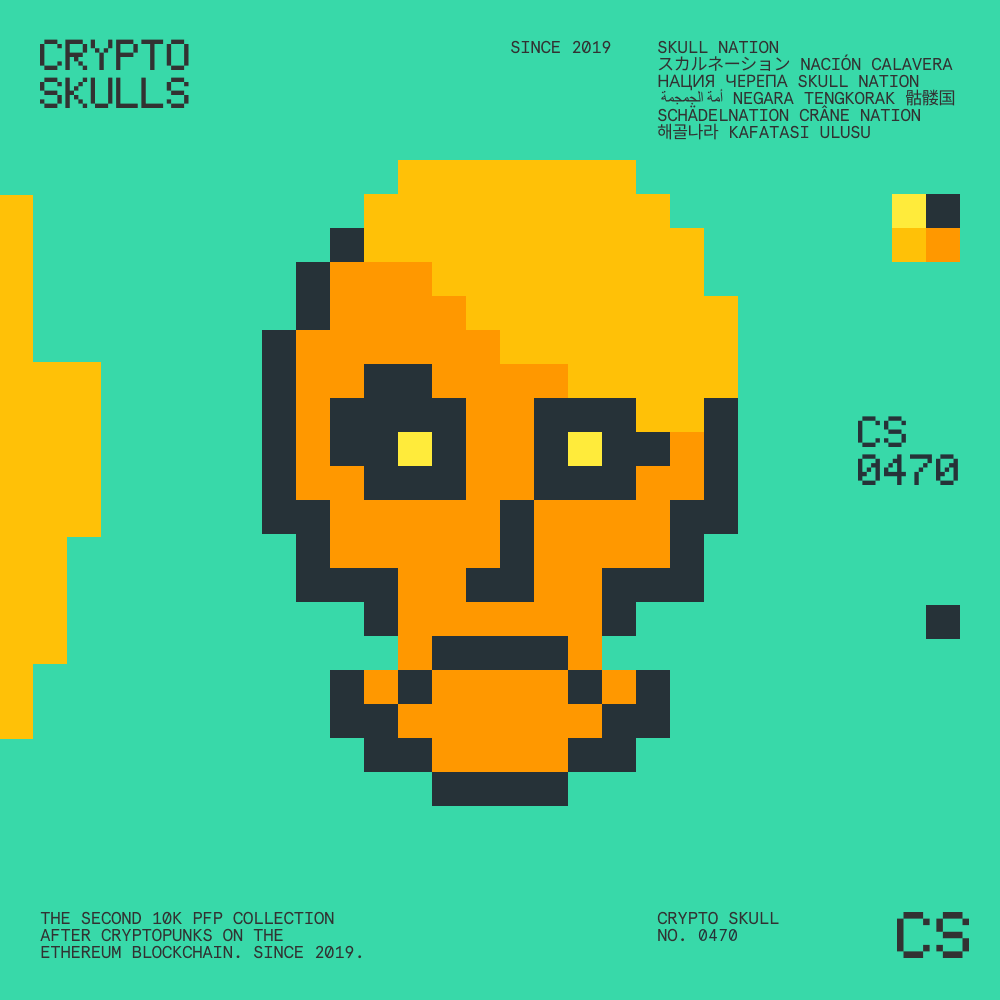 CRYPTO
SKULLS
SINCE 2019
SKULL NATION
スカルネーション NACIÓN CALAVERA
НАЦИЯ ЧЕРЕПА SKULL NATION
أمة الجمجمة NEGARA TENGKORAK 骷髅国
SCHÄDELNATION CRÂNE NATION
해골나라 KAFATASI ULUSU
CS
0470
THE SECOND 10K PFP COLLECTION
AFTER CRYPTOPUNKS ON THE
ETHEREUM BLOCKCHAIN. SINCE 2019.
CRYPTO SKULL
NO. 0470
CS